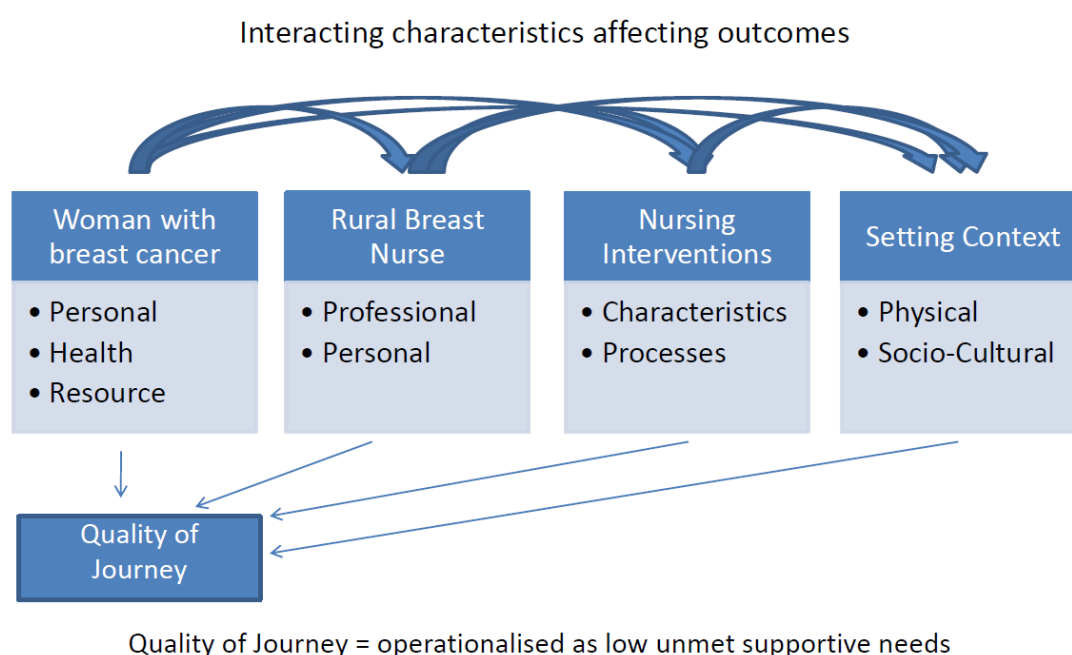 Interacting characteristics affecting outcomes
Woman with
breast cancer
• Personal
• Health
• Resource
Rural Breast
Nurse
• Professional
• Personal
Nursing
Interventions
• Characteristics
• Processes
Setting Context
• Physical
• Socio-Cultural
Quality of
Journey
Quality of Journey = operationalised as low unmet supportive needs